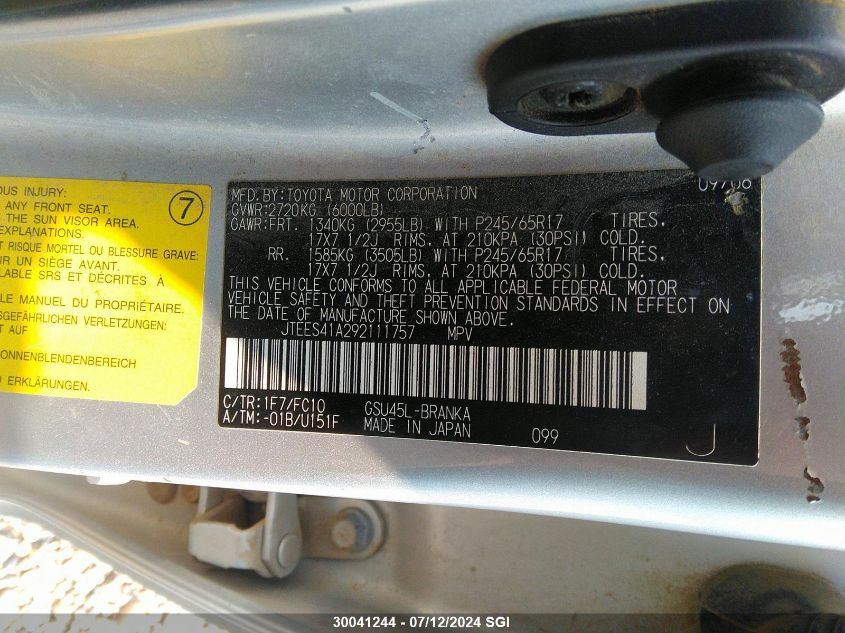 OUS INJURY:
ANY FRONT SEAT.
THE SUN VISOR AREA.
EXPLANATIONS.
7
T RISQUE MORTEL OU BLESSURE GRAVE:
UR UN SIÈGE AVANT.
ABLE SRS ET DÉCRITES À
LE MANUEL DU PROPRIÉTAIRE.
SGEFÄHRLICHEN VERLETZUNGEN:
T AUF
ONNENBLENDENBEREICH
D ERKLÄRUNGEN.
09/08
MFD.BY:TOYOTA MOTOR CORPORATION
GVWR:2720KG (6000LB)
GAWR:FRT. 1340KG (2955LB) WITH P245/65R17 TIRES,
17X7 1/2J RIMS, AT 210KPA (30PSI) COLD.
RR. 1585KG (3505LB) WITH P245/65R17 TIRES,
17X7 1/2J RIMS, AT 210KPA (30PSI) COLD.
THIS VEHICLE CONFORMS TO ALL APPLICABLE FEDERAL MOTOR
VEHICLE SAFETY AND THEFT PREVENTION STANDARDS IN EFFECT ON
THE DATE OF MANUFACTURE SHOWN ABOVE.
JTEES41A292111757 MPV
C/TR:1F7/FC10 GSU45L-BRANKA
A/TM:-01B/U151F MADE IN JAPAN 099 J
30041244 - 07/12/2024 SGI